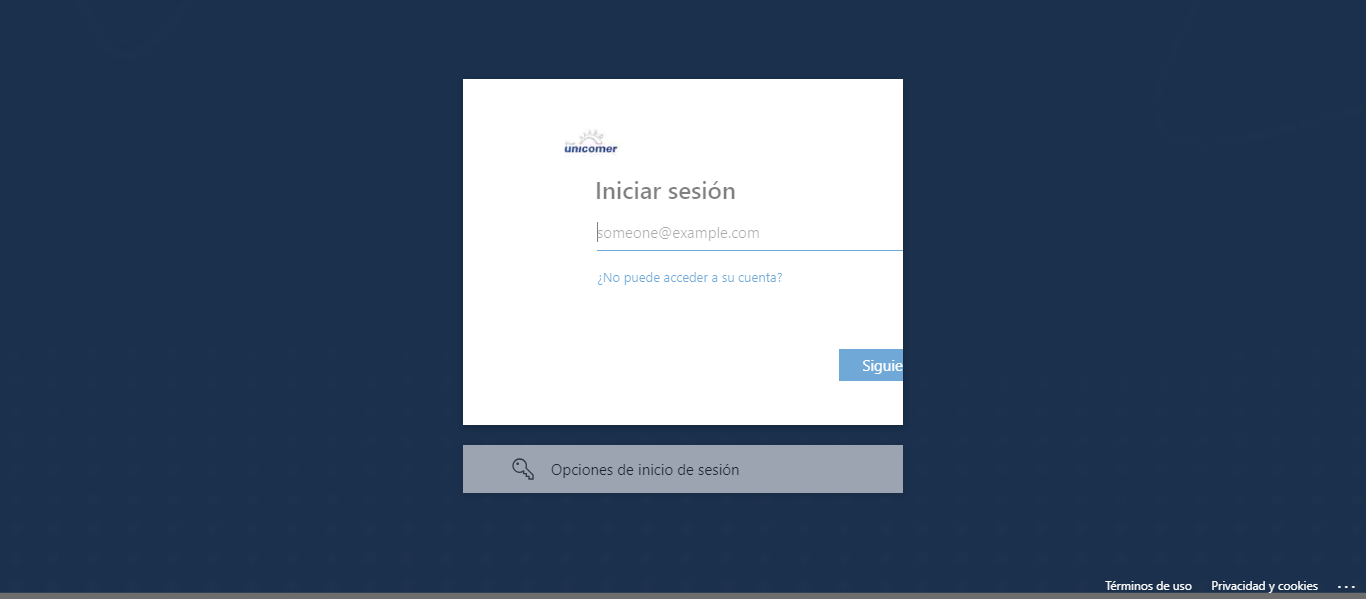 unicomer
Iniciar sesión
someone@example.com
¿No puede acceder a su cuenta?
Siguie
Opciones de inicio de sesión
Términos de uso Privacidad y cookies ...